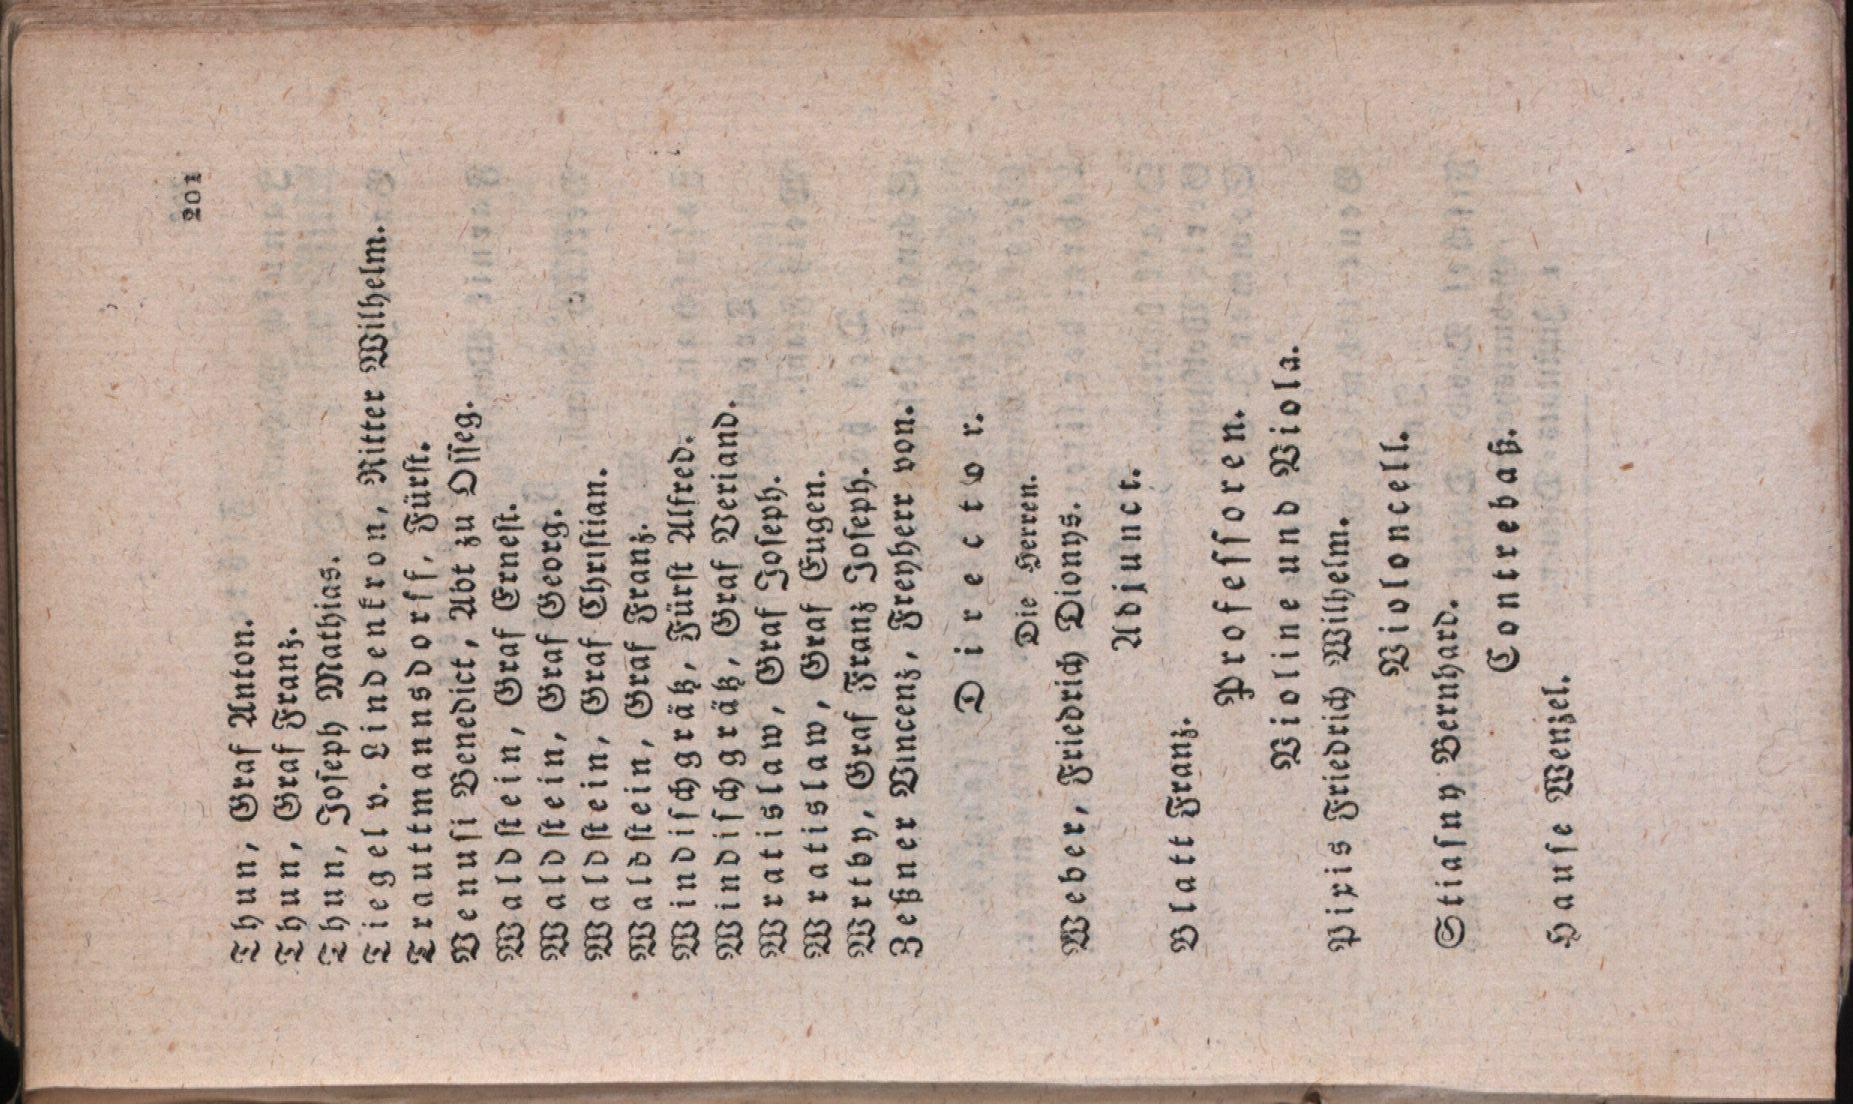 201
Thun, Graf Anton.
Thun, Graf Franz.
Thun, Joſeph Mathias.
Tiegel v. Lindenkron, Ritter Wilhelm.
Trauttmannsdorff, Fürſt.
Venuſi Benedict, Abt zu Oſſeg.
Waldſtein, Graf Erneſt.
Waldſtein, Graf Georg.
Waldſtein, Graf Chriſtian.
Waldſtein, Graf Franz.
Windiſchgrätz, Fürſt Alfred.
Windiſchgrätz, Graf Veriand.
Wratislaw, Graf Joſeph.
Wratislaw, Graf Eugen.
Wrtby, Graf Franz Joſeph.
Zeßner Vincenz, Freyherr von.
Director.
Die Herren.
Weber, Friedrich Dionys.
Adjunct.
Blatt Franz.
Profeſſoren.
Violine und Viola.
Pixis Friedrich Wilhelm.
Violoncell.
Stiaſny Bernhard.
Contrebaß.
Hauſe Wenzel.